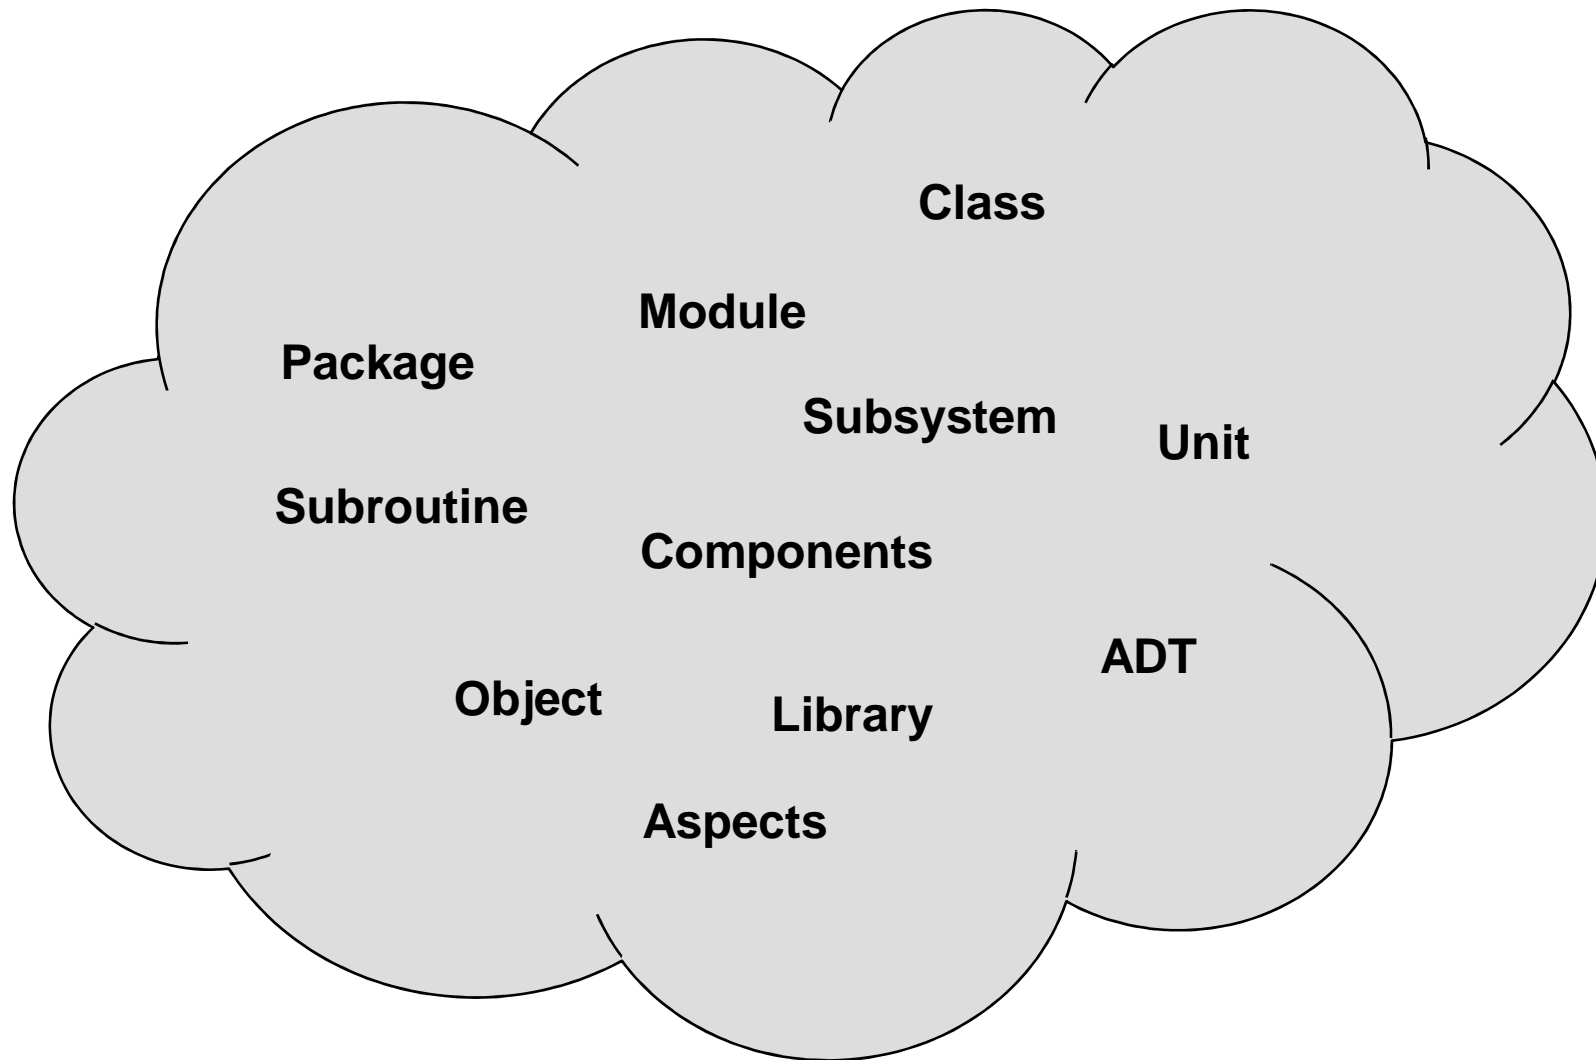 Class
Module
Package
Subsystem
Unit
Subroutine
Components
ADT
Object
Library
Aspects